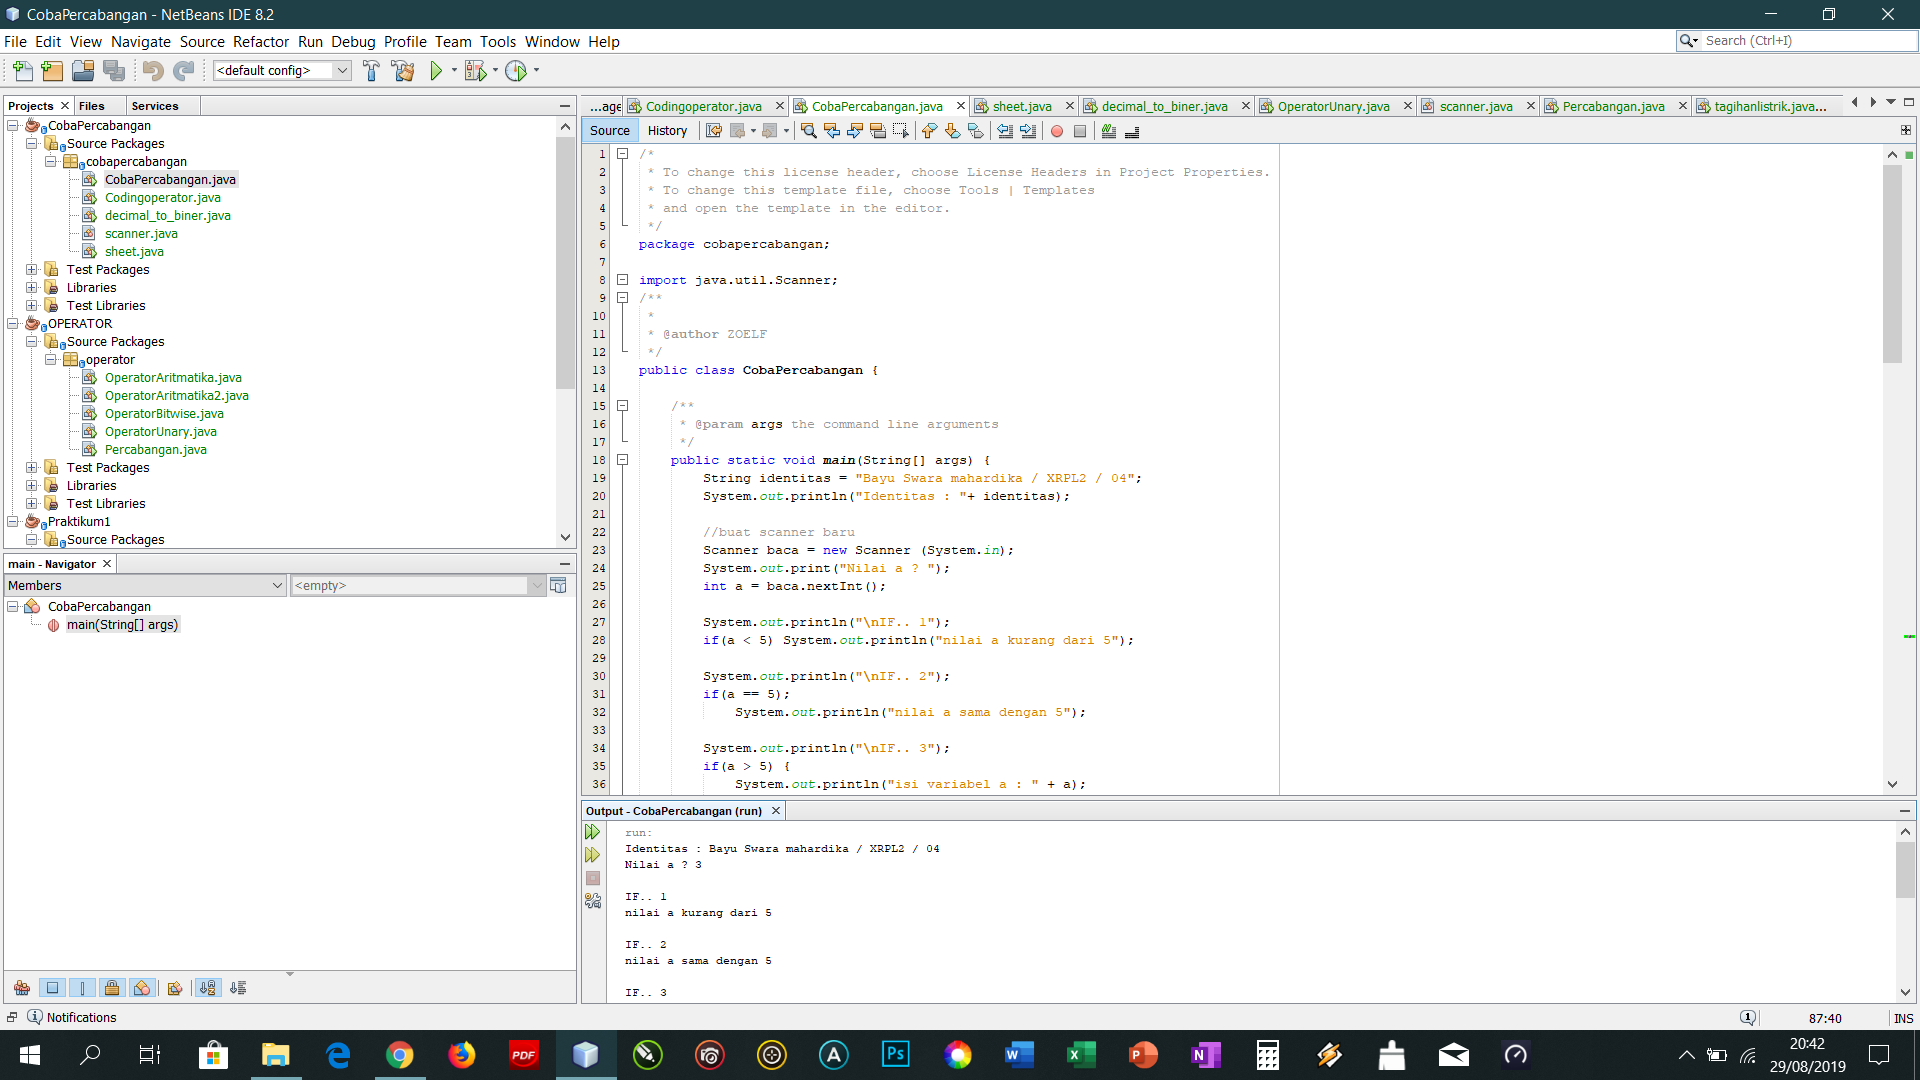 CobaPercabangan - NetBeans IDE 8.2
File Edit View Navigate Source Refactor Run Debug Profile Team Tools Window Help
Search (Ctrl+I)
<default config>
Projects Files Services
CobaPercabangan
Source Packages
cobapercabangan
CobaPercabangan.java
Codingoperator.java
decimal_to_biner.java
scanner.java
sheet.java
Test Packages
Libraries
Test Libraries
OPERATOR
Source Packages
operator
OperatorAritmatika.java
OperatorAritmatika2.java
OperatorBitwise.java
OperatorUnary.java
Percabangan.java
Test Packages
Libraries
Test Libraries
Praktikum1
Source Packages
main - Navigator
Members <empty>
CobaPercabangan
main(String[] args)
...age Codingoperator.java CobaPercabangan.java sheet.java decimal_to_biner.java OperatorUnary.java scanner.java Percabangan.java tagihanlistrik.java...
Source History
1 /*
2 * To change this license header, choose License Headers in Project Properties.
3 * To change this template file, choose Tools | Templates
4 * and open the template in the editor.
5 */
6 package cobapercabangan;
7
8 import java.util.Scanner;
9 /**
10 *
11 * @author ZOELF
12 */
13 public class CobaPercabangan {
14
15 /**
16 * @param args the command line arguments
17 */
18 public static void main(String[] args) {
19 String identitas = "Bayu Swara mahardika / XRPL2 / 04";
20 System.out.println("Identitas : "+ identitas);
21
22 //buat scanner baru
23 Scanner baca = new Scanner (System.in);
24 System.out.print("Nilai a ? ");
25 int a = baca.nextInt();
26
27 System.out.println("\nIF.. 1");
28 if(a < 5) System.out.println("nilai a kurang dari 5");
29
30 System.out.println("\nIF.. 2");
31 if(a == 5);
32 System.out.println("nilai a sama dengan 5");
33
34 System.out.println("\nIF.. 3");
35 if(a > 5) {
36 System.out.println("isi variabel a : " + a);
Output - CobaPercabangan (run)
run:
Identitas : Bayu Swara mahardika / XRPL2 / 04
Nilai a ? 3
IF.. 1
nilai a kurang dari 5
IF.. 2
nilai a sama dengan 5
IF.. 3
Notifications
87:40 INS
PDF
Ps
20:42
29/08/2019